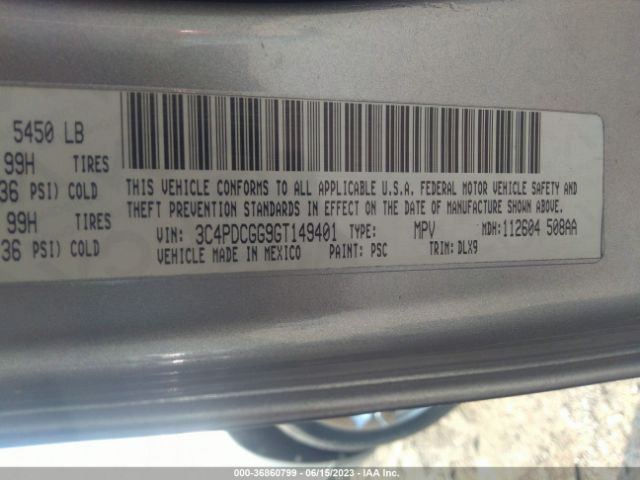 5450 LB
99H TIRES
36 PSI) COLD
99H TIRES
36 PSI) COLD
THIS VEHICLE CONFORMS TO ALL APPLICABLE U.S.A. FEDERAL MOTOR VEHICLE SAFETY AND
THEFT PREVENTION STANDARDS IN EFFECT ON THE DATE OF MANUFACTURE SHOWN ABOVE.
VIN: 3C4PDCGG9GT149401 TYPE: MPV MDH: 112604 508AA
VEHICLE MADE IN MEXICO PAINT: PSC TRIM: DLX9
000-36860799 - 06/15/2023 - IAA Inc.